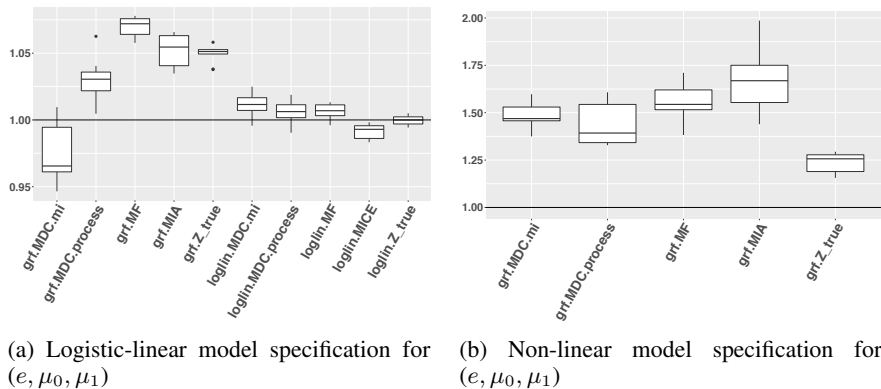 1.05
1.00
0.95
grf.MDC.mi
grf.MDC.process
grf.MF
grf.MIA
grf.Z_true
loglin.MDC.mi
loglin.MDC.process
loglin.MF
loglin.MICE
loglin.Z_true
(a) Logistic-linear model specification for
(e, μ0, μ1)
2.00
1.75
1.50
1.25
1.00
grf.MDC.mi
grf.MDC.process
grf.MF
grf.MIA
grf.Z_true
(b) Non-linear model specification for
(e, μ0, μ1)